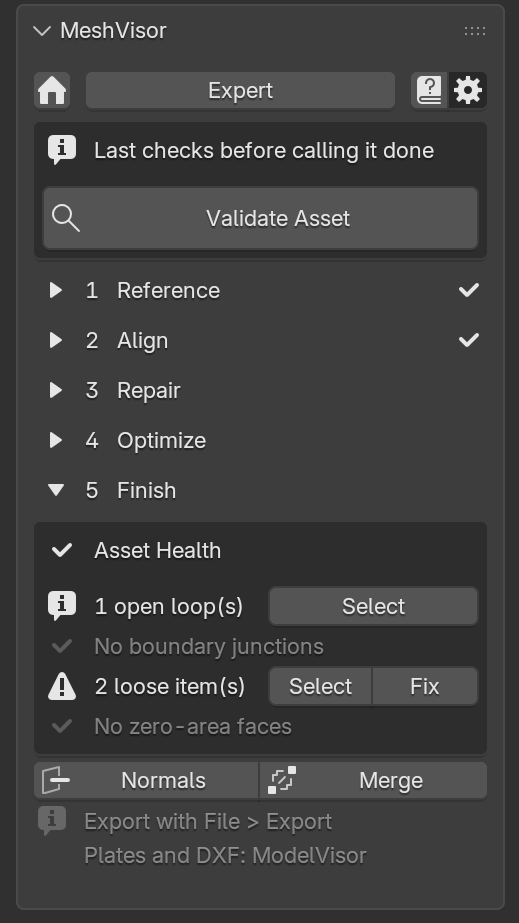 MeshVisor
Expert
Last checks before calling it done
Validate Asset
1 Reference
2 Align
3 Repair
4 Optimize
5 Finish
Asset Health
1 open loop(s) Select
No boundary junctions
2 loose item(s) Select Fix
No zero-area faces
Normals Merge
Export with File > Export
Plates and DXF: ModelVisor